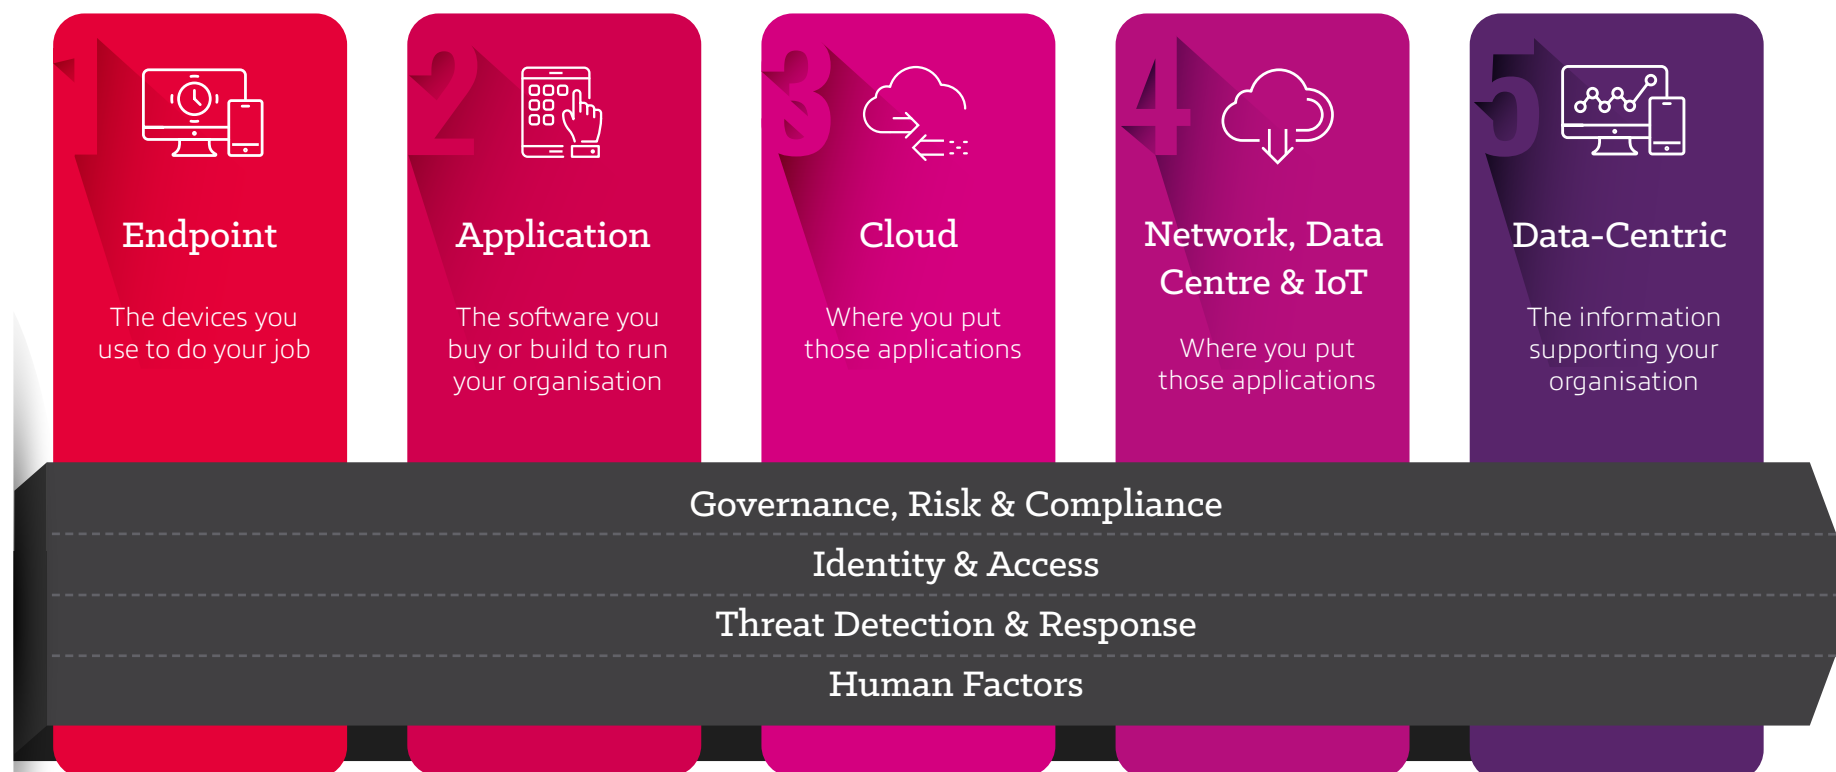 1
Endpoint
The devices you
use to do your job
2
Application
The software you
buy or build to run
your organisation
3
Cloud
Where you put
those applications
4
Network, Data
Centre & IoT
Where you put
those applications
5
Data-Centric
The information
supporting your
organisation
Governance, Risk & Compliance
Identity & Access
Threat Detection & Response
Human Factors